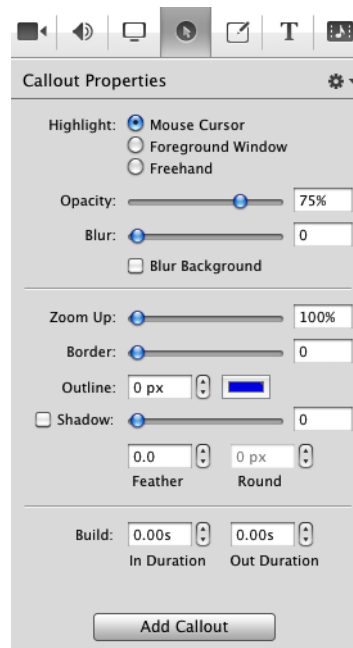 T
Callout Properties
Highlight: Mouse Cursor
Foreground Window
Freehand
Opacity: 75%
Blur: 0
Blur Background
Zoom Up: 100%
Border: 0
Outline: 0 px
Shadow: 0
0.0 0 px
Feather Round
Build: 0.00s 0.00s
In Duration Out Duration
Add Callout